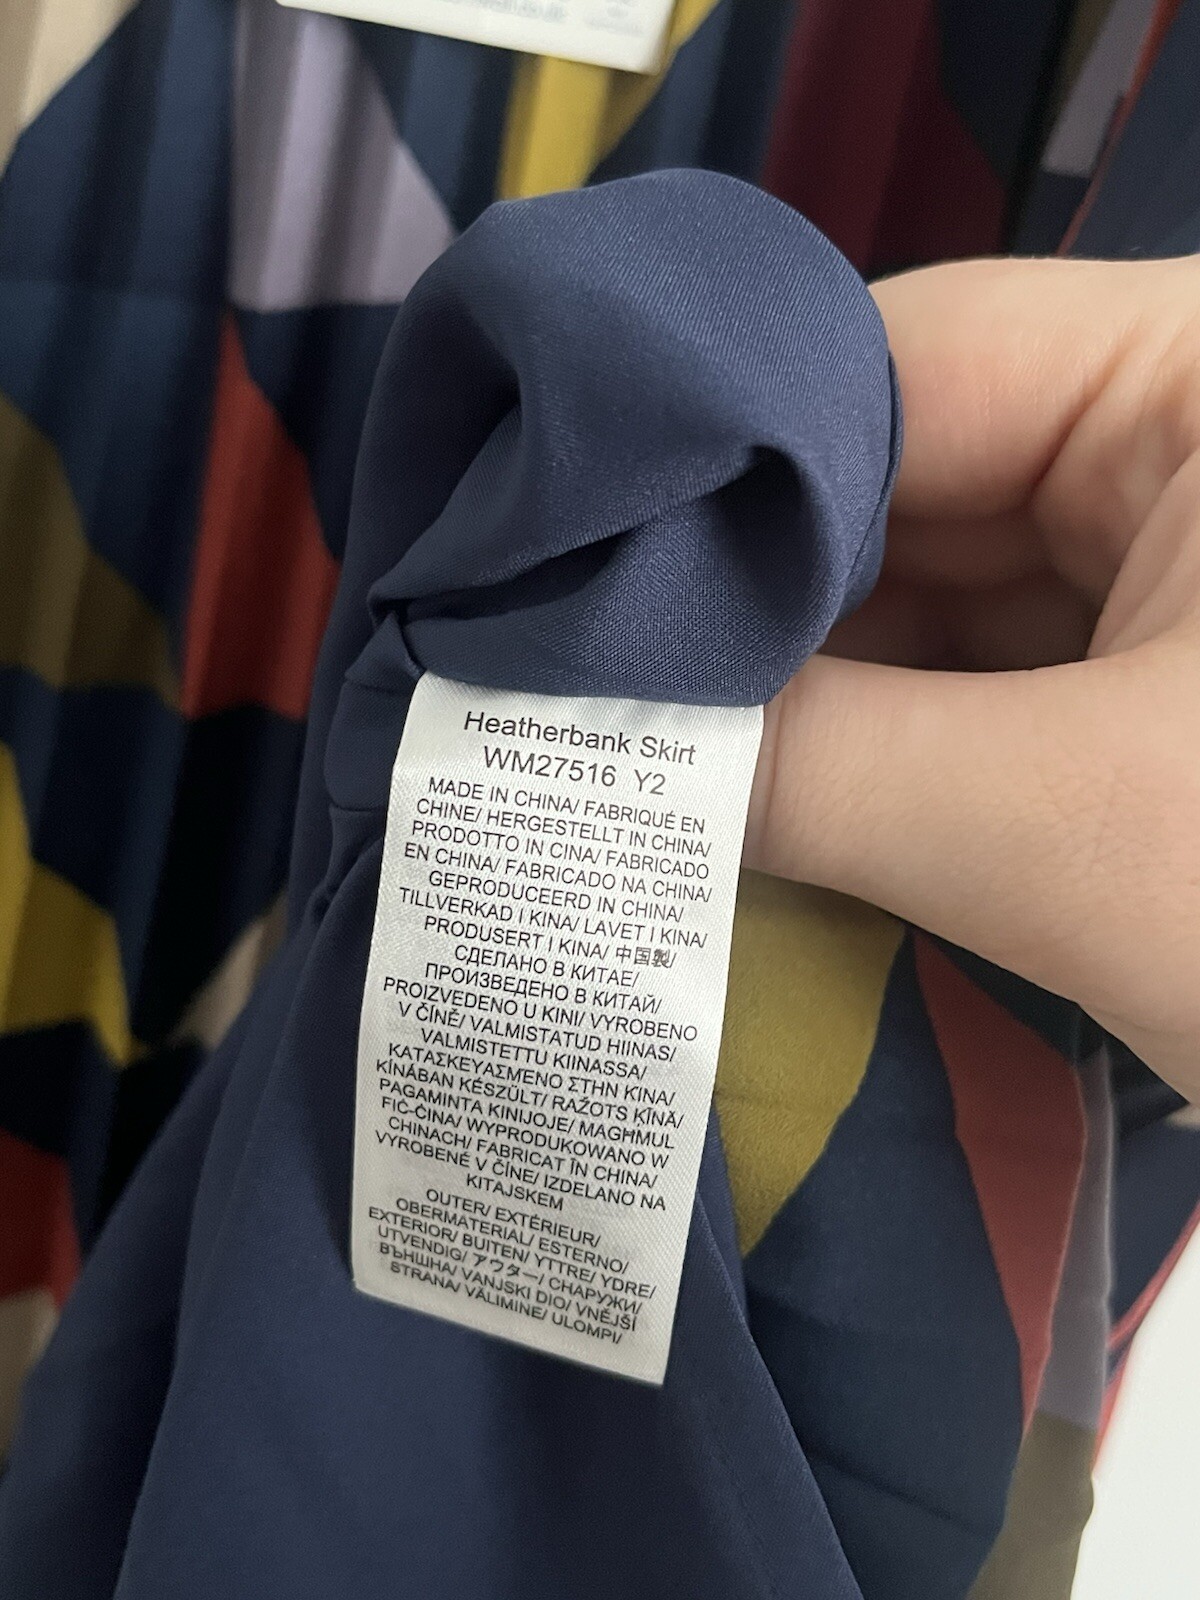 Heatherbank Skirt
WM27516 Y2
MADE IN CHINA/ FABRIQUÉ EN
CHINE/ HERGESTELLT IN CHINA/
PRODOTTO IN CINA/ FABRICADO
EN CHINA/ FABRICADO NA CHINA/
GEPRODUCEERD IN CHINA/
TILLVERKAD I KINA/ LAVET I KINA/
PRODUSERT I KINA/ 中国製/
СДЕЛАНО В КИТАЕ/
ПРОИЗВЕДЕНО В КИТАЙ/
PROIZVEDENO U KINI/ VYROBENO
V ČÍNĚ/ VALMISTATUD HIINAS/
VALMISTETTU KIINASSA/
ΚΑΤΑΣΚΕΥΑΣΜΈΝΟ ΣΤΗΝ ΚΊΝΑ/
KÍNÁBAN KÉSZÜLT/ RAŽOTS ĶĪNĀ/
PAGAMINTA KINIJOJE/ MAGĦMUL
FIĊ-ĊINA/ WYPRODUKOWANO W
CHINACH/ FABRICAT ÎN CHINA/
VYROBENÉ V ČÍNE/ IZDELANO NA
KITAJSKEM
OUTER/ EXTÉRIEUR/
OBERMATERIAL/ ESTERNO/
EXTERIOR/ BUITEN/ YTTRE/ YDRE/
UTVENDIG/ アウター/ СНАРУЖИ/
ВЪНШНА/ VANJSKI DIO/ VNĚJŠÍ
STRANA/ VÄLIMINE/ ULOMPI/